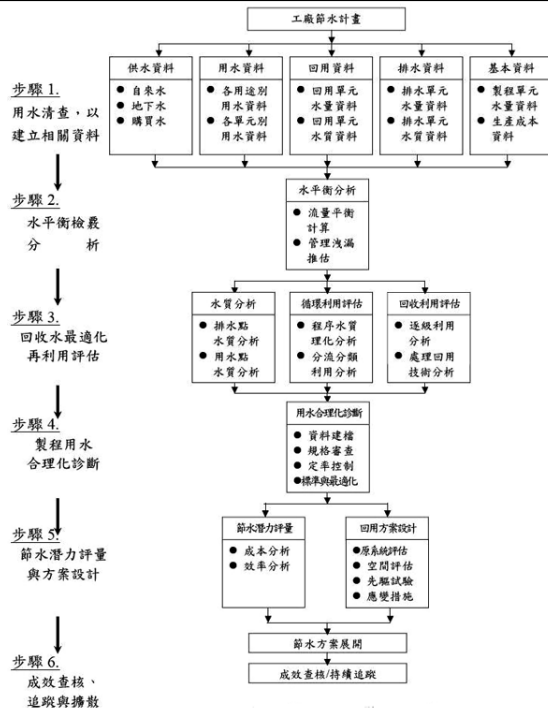 工廠節水計畫
步驟 1.
用水清查，以
建立相關資料
供水資料
● 自來水
● 地下水
● 購買水
用水資料
● 各用途別
用水資料
● 各單元別
用水資料
回用資料
● 回用單元
水量資料
● 回用單元
水質資料
排水資料
● 排水單元
水量資料
● 排水單元
水質資料
基本資料
● 製程單元
水量資料
● 生產成本
資料
步驟 2.
水平衡檢覈
分 析
水平衡分析
● 流量平衡
計算
● 管理洩漏
推估
步驟 3.
回收水最適化
再利用評估
水質分析
● 排水點
水質分析
● 用水點
水質分析
循環利用評估
● 程序水質
理化分析
● 分流分類
利用分析
回收利用評估
● 逐級利用
分析
● 處理回用
技術分析
步驟 4.
製程用水
合理化診斷
用水合理化診斷
● 資料建檔
● 規格審查
● 定率控制
● 標準與最適化
步驟 5.
節水潛力評量
與方案設計
節水潛力評量
● 成本分析
● 效率分析
回用方案設計
● 原系統評估
● 空間評估
● 先驅試驗
● 應變措施
節水方案展開
步驟 6.
成效查核、
追蹤與擴散
成效查核/持續追蹤